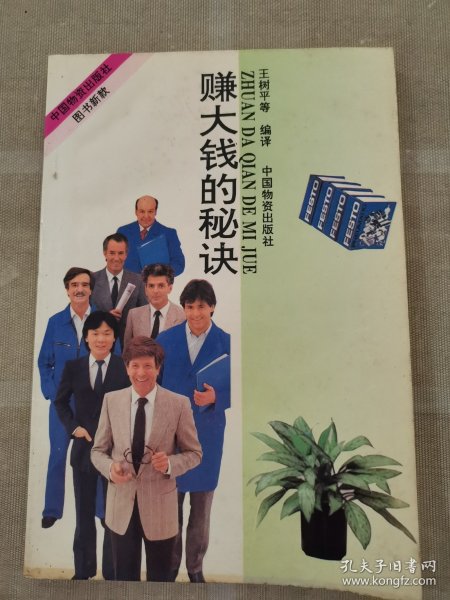 中国物资出版社
图书新款
赚大钱的秘诀
ZHUAN DA QIAN DE MI JUE
王树平等 编译 中国物资出版社
FESTO
FESTO
FESTO
FESTO
孔夫子旧书网
www.kongfz.com